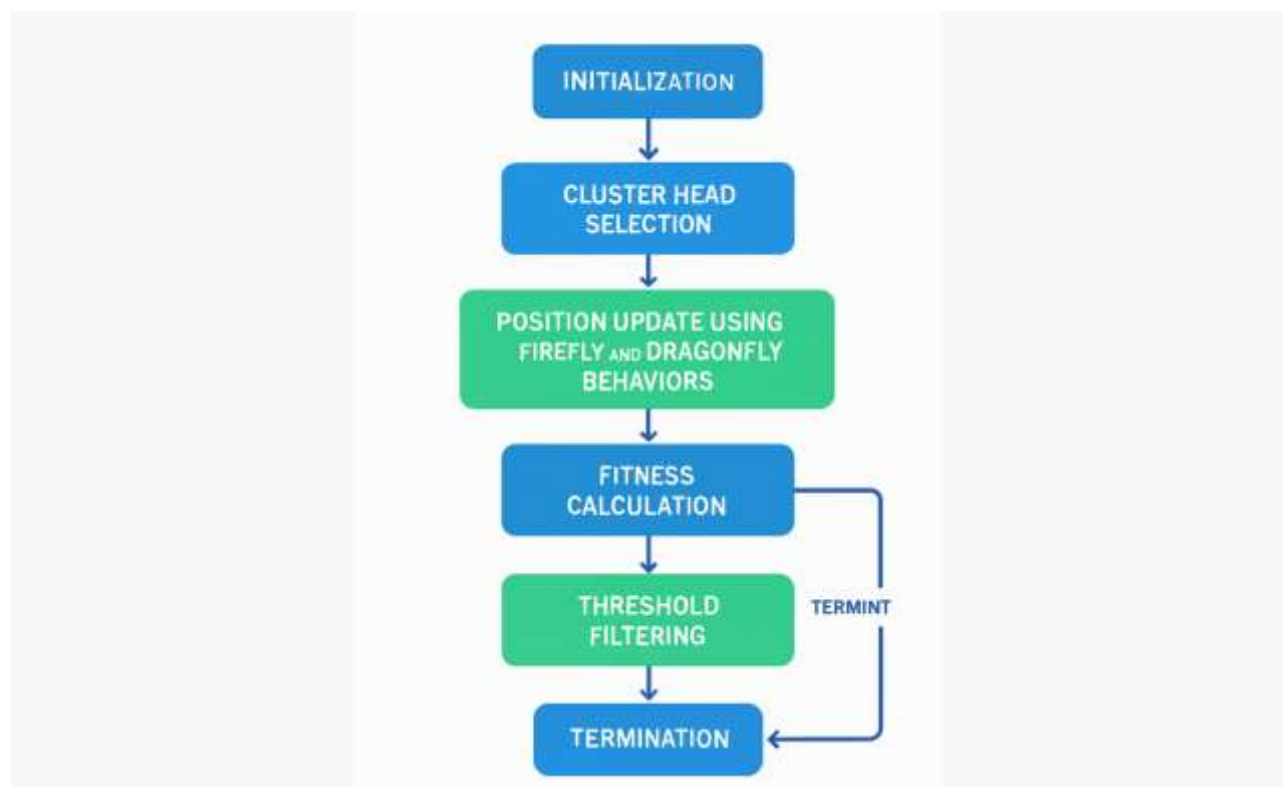 INITIALIZATION
CLUSTER HEAD
SELECTION
POSITION UPDATE USING
FIREFLY AND DRAGONFLY
BEHAVIORS
FITNESS
CALCULATION
THRESHOLD
FILTERING
TERMINT
TERMINATION